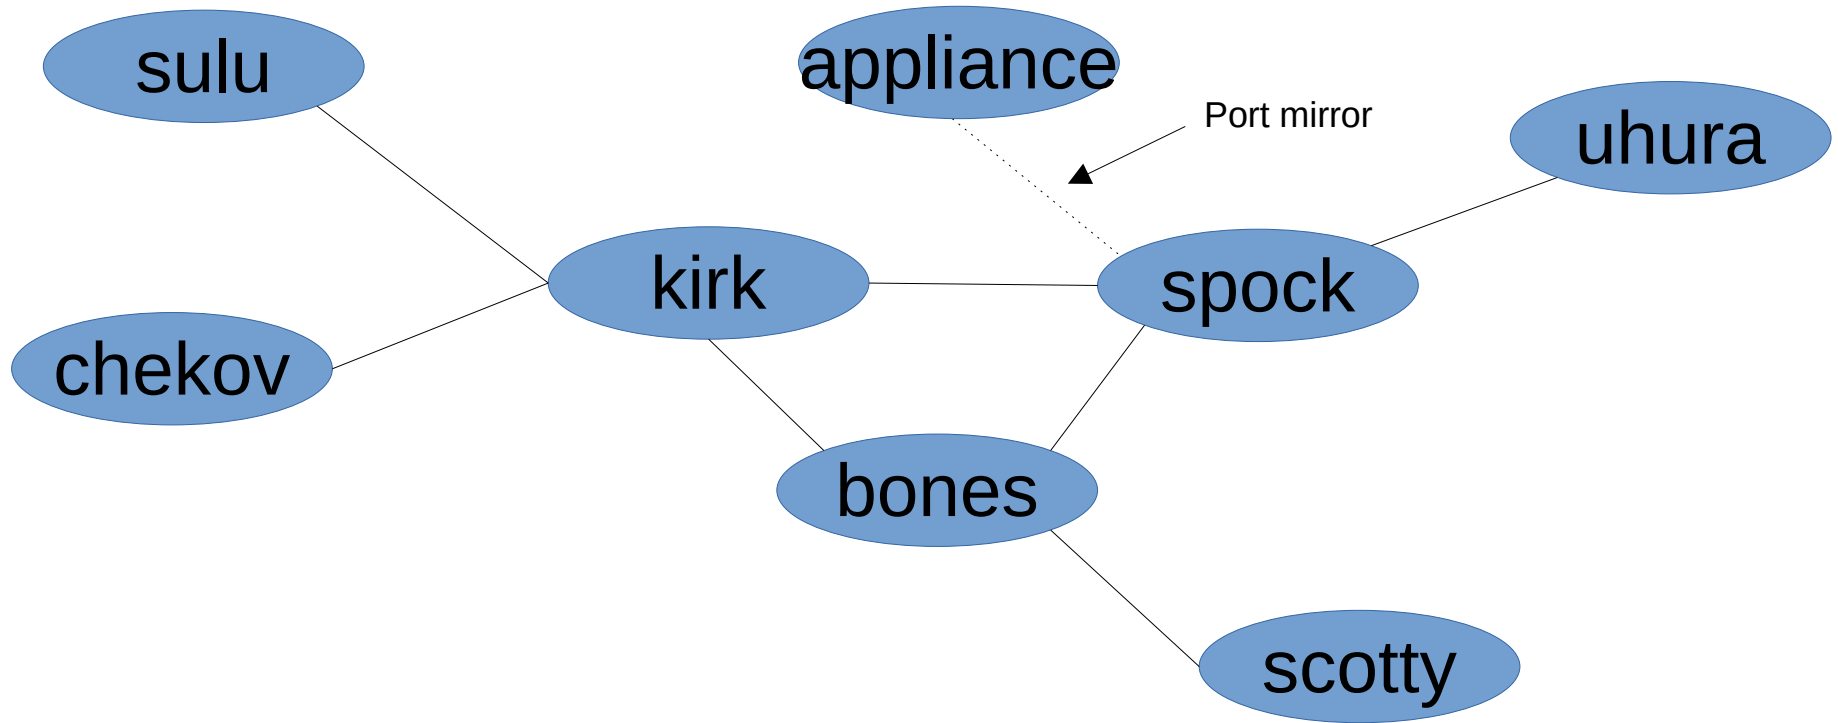 sulu
appliance
Port mirror
uhura
kirk
spock
chekov
bones
scotty